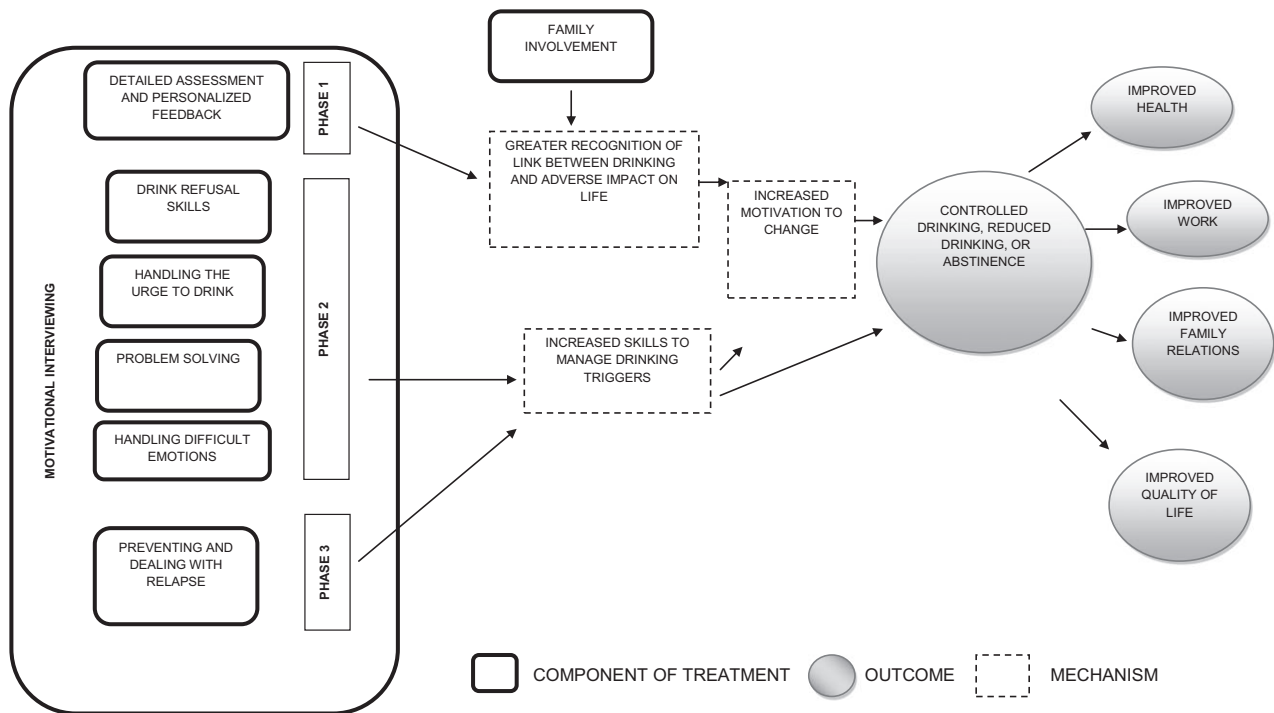 MOTIVATIONAL INTERVIEWING
DETAILED ASSESSMENT
AND PERSONALIZED
FEEDBACK
PHASE 1
DRINK REFUSAL
SKILLS
HANDLING THE
URGE TO DRINK
PROBLEM SOLVING
HANDLING DIFFICULT
EMOTIONS
PHASE 2
PREVENTING AND
DEALING WITH
RELAPSE
PHASE 3
FAMILY
INVOLVEMENT
GREATER RECOGNITION OF
LINK BETWEEN DRINKING
AND ADVERSE IMPACT ON
LIFE
INCREASED
MOTIVATION TO
CHANGE
INCREASED SKILLS TO
MANAGE DRINKING
TRIGGERS
CONTROLLED
DRINKING, REDUCED
DRINKING, OR
ABSTINENCE
IMPROVED
HEALTH
IMPROVED
WORK
IMPROVED
FAMILY
RELATIONS
IMPROVED
QUALITY OF
LIFE
COMPONENT OF TREATMENT
OUTCOME
MECHANISM